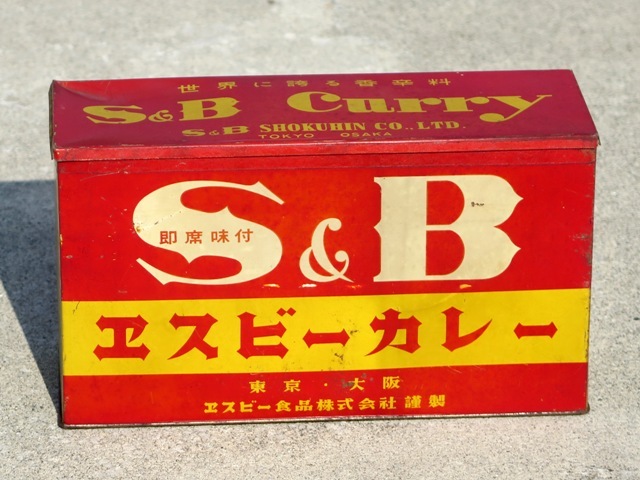 世界に誇る香辛料
S&B Curry
S&B SHOKUHIN CO., LTD.
TOKYO OSAKA
S&B
即席味付
ヱスビーカレー
東京・大阪
ヱスビー食品株式会社 謹製